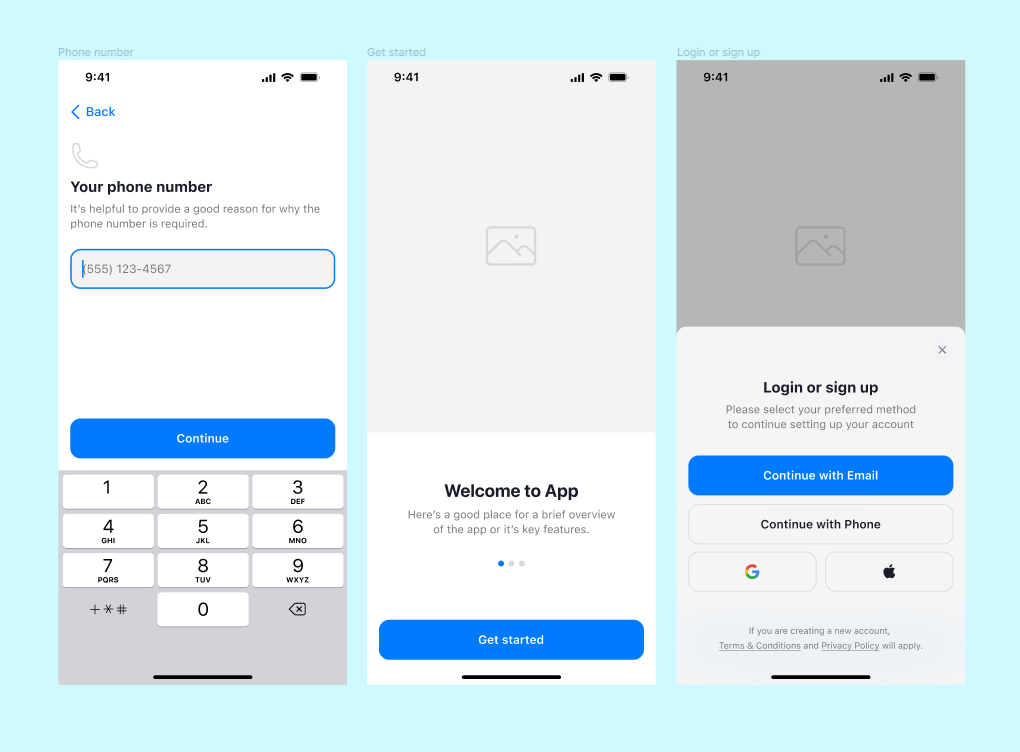 Phone number
9:41
Back
Your phone number
It's helpful to provide a good reason for why the
phone number is required.
(555) 123-4567
Continue
1
2
ABC
3
DEF
4
GHI
5
JKL
6
MNO
7
PQRS
8
TUV
9
WXYZ
+*#
0
Get started
9:41
Welcome to App
Here's a good place for a brief overview
of the app or it's key features.
Get started
Login or sign up
9:41
Login or sign up
Please select your preferred method
to continue setting up your account
Continue with Email
Continue with Phone
G
If you are creating a new account,
Terms & Conditions and Privacy Policy will apply.